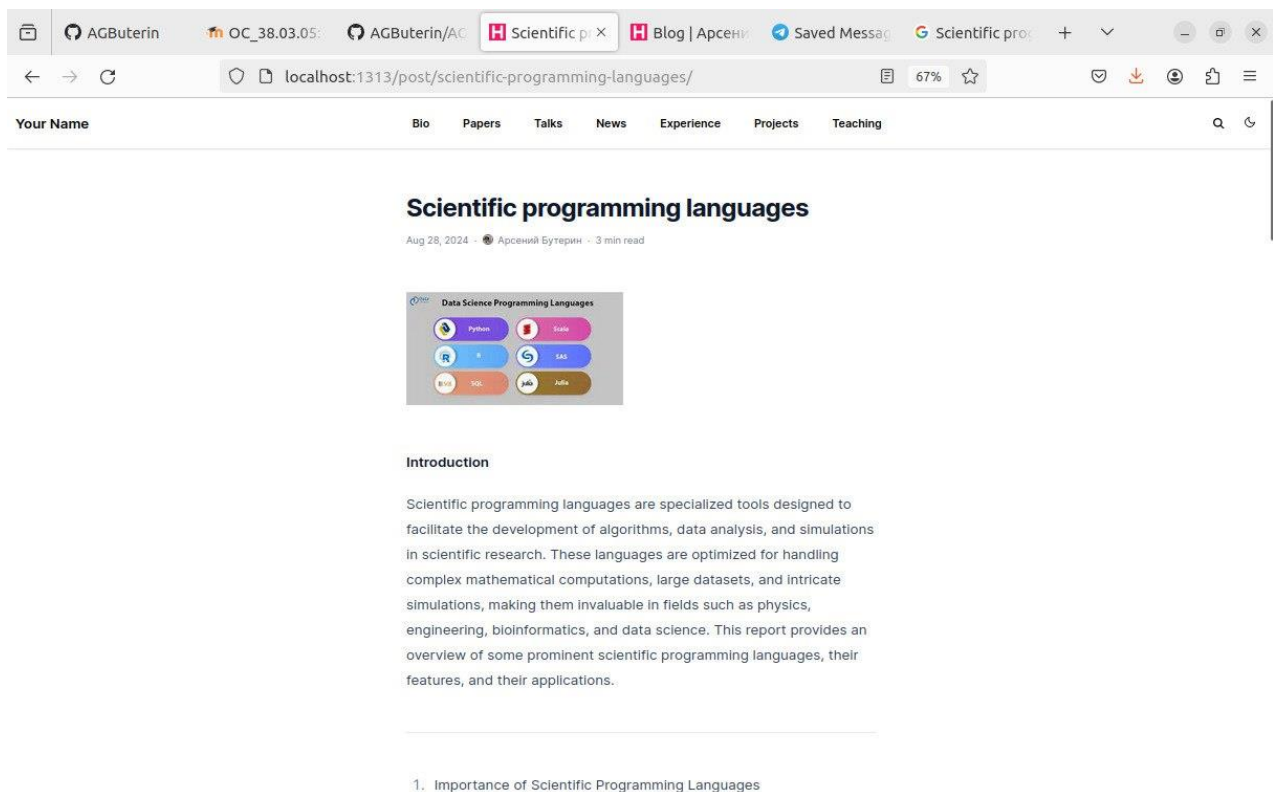 AGButerin
OC_38.03.05:
AGButerin/AC
Scientific p
Blog | Арсени
Saved Messag
Scientific prog
localhost:1313/post/scientific-programming-languages/
67%
Your Name
Bio
Papers
Talks
News
Experience
Projects
Teaching
Scientific programming languages
Aug 28, 2024 · Арсений Бутерин · 3 min read
Data Science Programming Languages
Python
Scala
R
SAS
SQL
Julia
Introduction
Scientific programming languages are specialized tools designed to
facilitate the development of algorithms, data analysis, and simulations
in scientific research. These languages are optimized for handling
complex mathematical computations, large datasets, and intricate
simulations, making them invaluable in fields such as physics,
engineering, bioinformatics, and data science. This report provides an
overview of some prominent scientific programming languages, their
features, and their applications.
1. Importance of Scientific Programming Languages